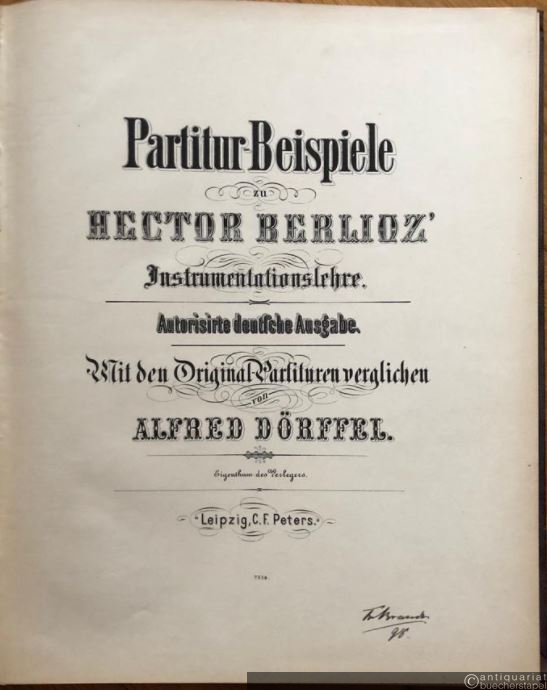 Partitur-Beispiele
zu
HECTOR BERLIOZ'
Instrumentationslehre.
Autorisirte deutsche Ausgabe.
Mit den Original-Partituren verglichen
von
ALFRED DÖRFFEL.
Eigenthum des Verlegers.
Leipzig, C. F. Peters.
98.
antiquariat
buecherstapel